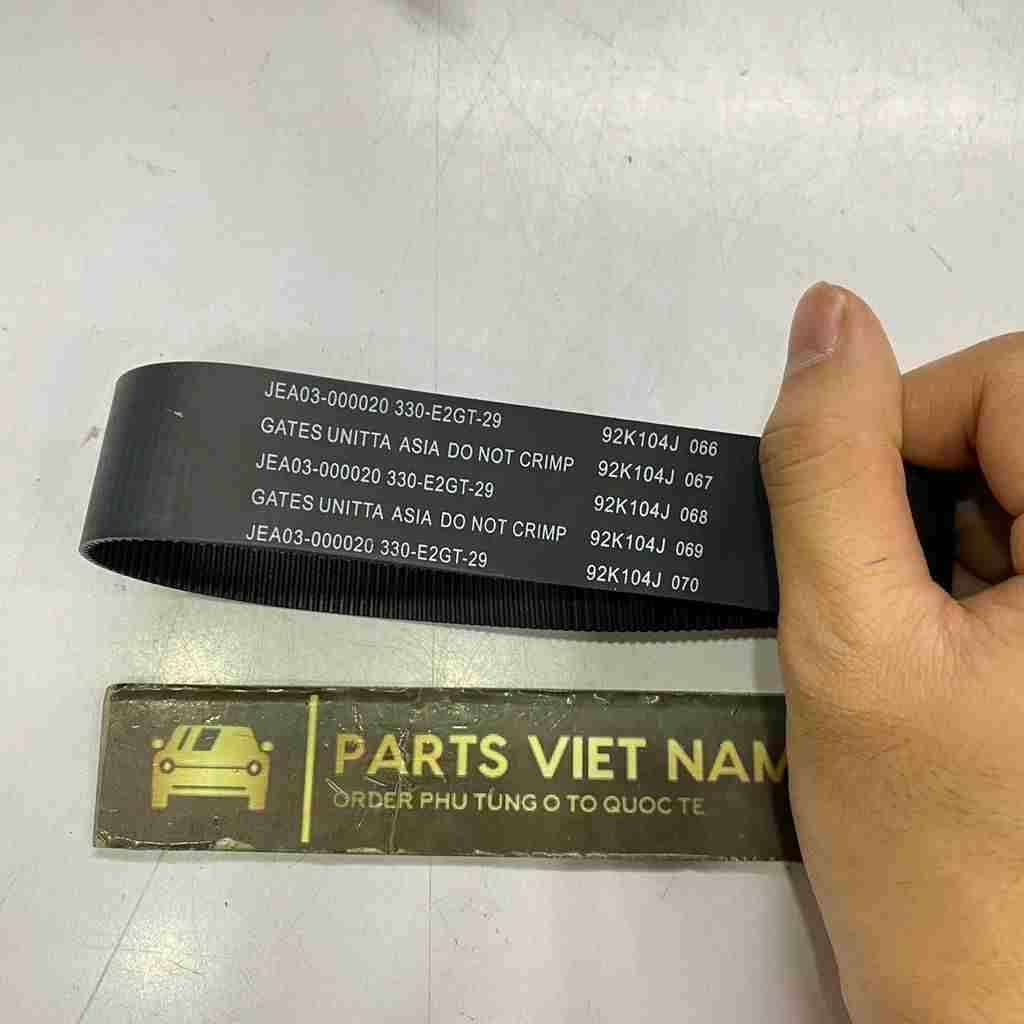 JEA03-000020 330-E2GT-29 92K104J 066
GATES UNITTA ASIA DO NOT CRIMP 92K104J 067
JEA03-000020 330-E2GT-29 92K104J 068
GATES UNITTA ASIA DO NOT CRIMP 92K104J 069
JEA03-000020 330-E2GT-29 92K104J 070
PARTS VIET NAM
ORDER PHU TUNG O TO QUOC TE